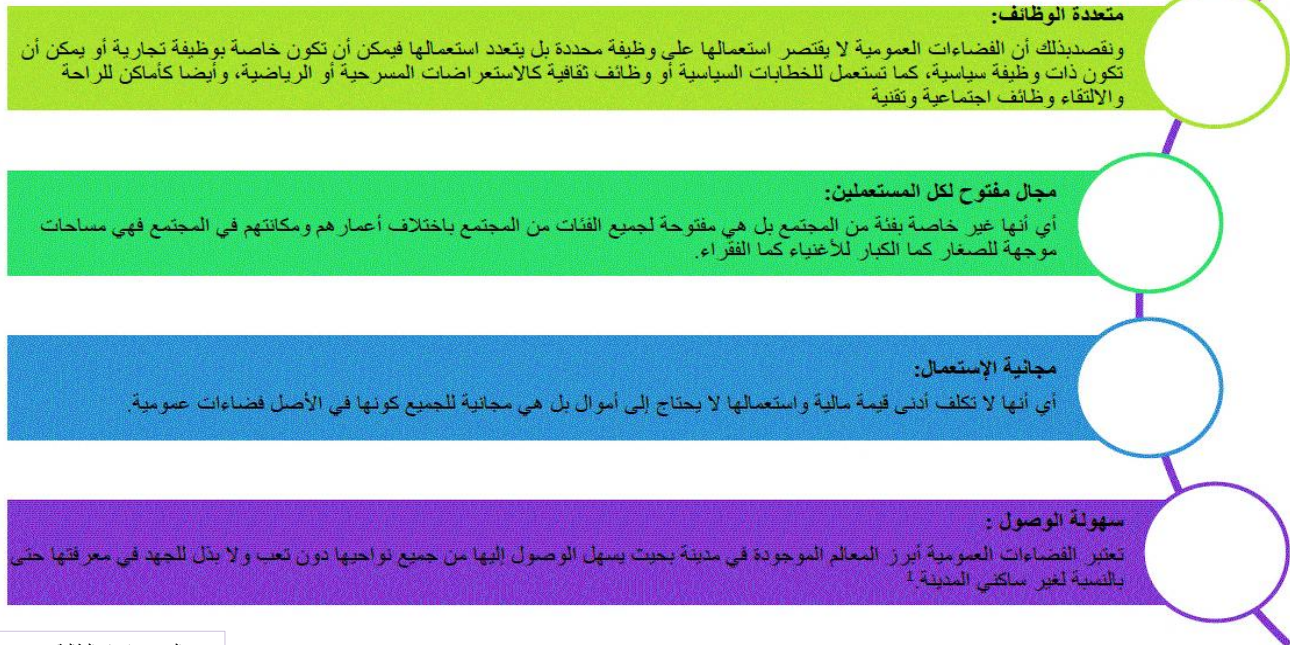 متعددة الوظائف:
ونقصدبذلك أن الفضاءات العمومية لا يقتصر استعمالها على وظيفة محددة بل يتعدد استعمالها فيمكن أن تكون خاصة بوظيفة تجارية أو يمكن أن
تكون ذات وظيفة سياسية، كما تستعمل للخطابات السياسية أو وظائف ثقافية كالاستعراضات المسرحية أو الرياضية، وأيضا كأماكن للراحة
والالتقاء وظائف اجتماعية وتقنية
مجال مفتوح لكل المستعملين:
أي أنها غير خاصة بفئة من المجتمع بل هي مفتوحة لجميع الفئات من المجتمع باختلاف أعمارهم ومكانتهم في المجتمع فهي مساحات
موجهة للصغار كما الكبار للأغنياء كما الفقراء.
مجانية الإستعمال:
أي أنها لا تكلف أدنى قيمة مالية واستعمالها لا يحتاج إلى أموال بل هي مجانية للجميع كونها في الأصل فضاءات عمومية.
سهولة الوصول :
تعتبر الفضاءات العمومية أبرز المعالم الموجودة في مدينة بحيث يسهل الوصول إليها من جميع نواحيها دون تعب ولا بذل للجهد في معرفتها حتى
بالنسبة لغير ساكني المدينة.1